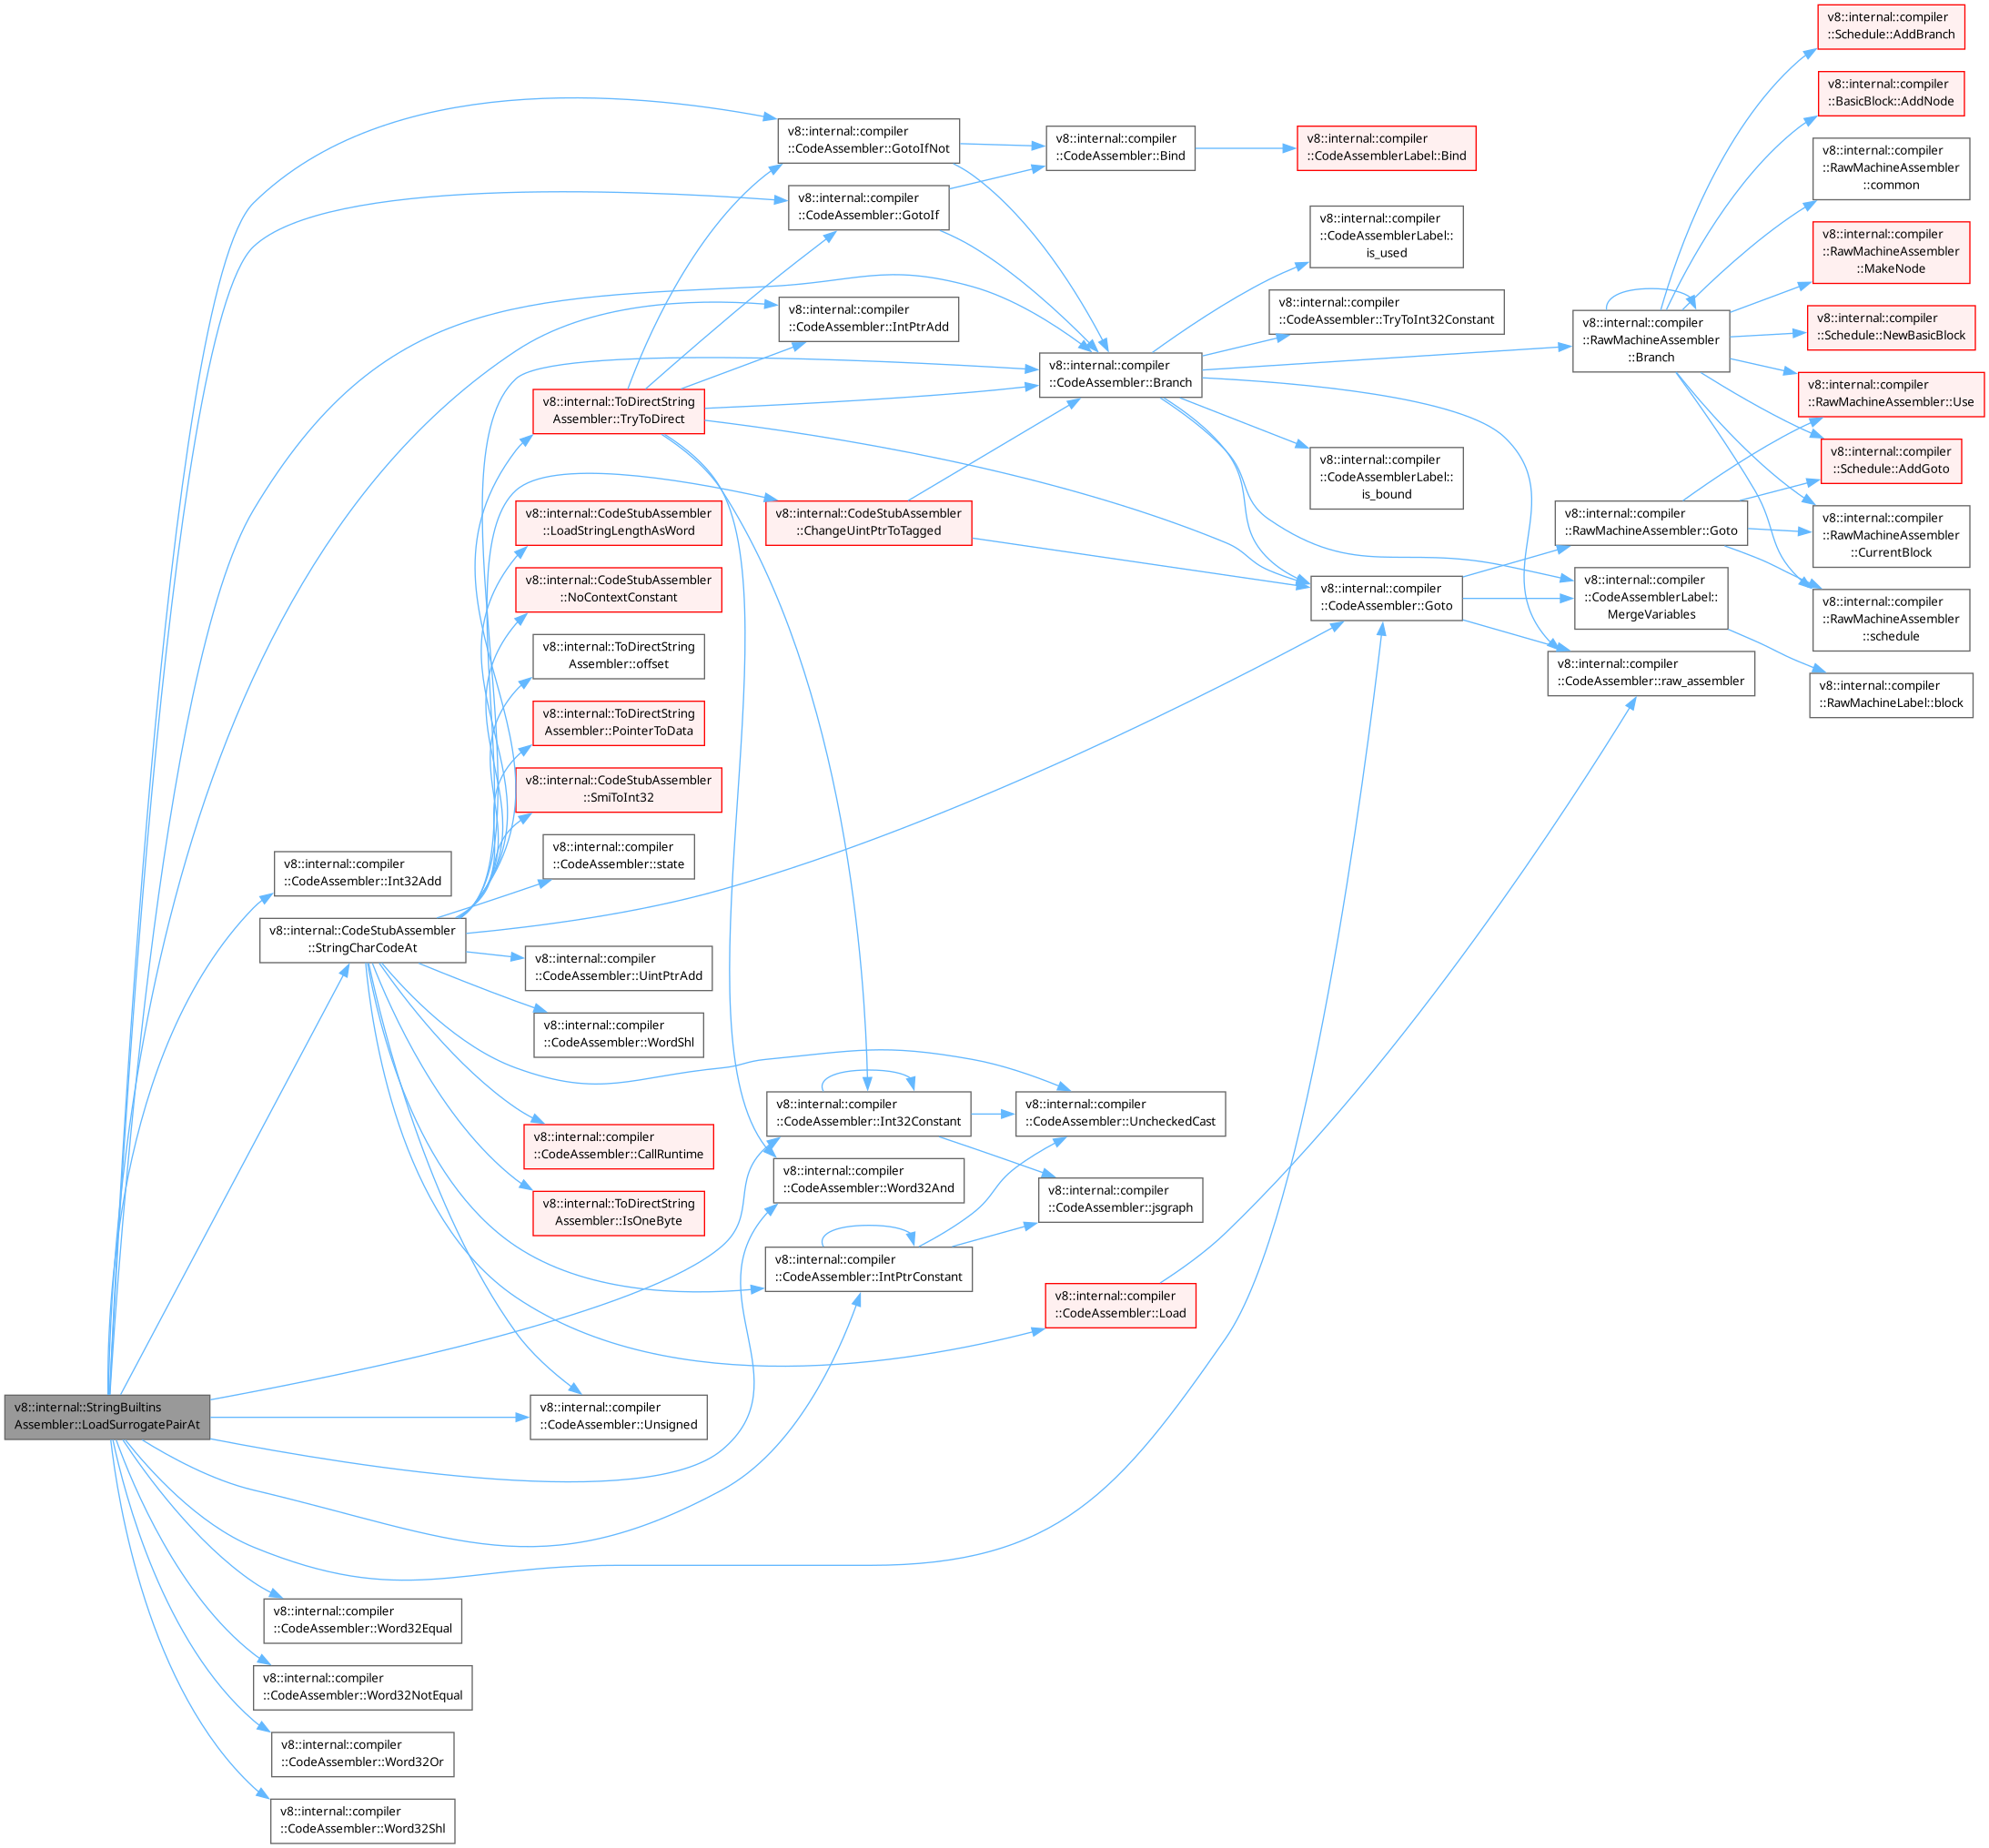 v8::internal::compiler
::Schedule::AddBranch
v8::internal::compiler
::BasicBlock::AddNode
v8::internal::compiler
::CodeAssembler::GotoIfNot
v8::internal::compiler
::CodeAssembler::Bind
v8::internal::compiler
::CodeAssemblerLabel::Bind
v8::internal::compiler
::RawMachineAssembler
::common
v8::internal::compiler
::CodeAssembler::GotoIf
v8::internal::compiler
::CodeAssemblerLabel::
is_used
v8::internal::compiler
::RawMachineAssembler
::MakeNode
v8::internal::compiler
::CodeAssembler::IntPtrAdd
v8::internal::compiler
::CodeAssembler::TryToInt32Constant
v8::internal::compiler
::RawMachineAssembler
::Branch
v8::internal::compiler
::Schedule::NewBasicBlock
v8::internal::compiler
::CodeAssembler::Branch
v8::internal::compiler
::RawMachineAssembler::Use
v8::internal::ToDirectString
Assembler::TryToDirect
v8::internal::compiler
::CodeAssemblerLabel::
is_bound
v8::internal::compiler
::Schedule::AddGoto
v8::internal::CodeStubAssembler
::LoadStringLengthAsWord
v8::internal::CodeStubAssembler
::ChangeUintPtrToTagged
v8::internal::compiler
::RawMachineAssembler::Goto
v8::internal::compiler
::RawMachineAssembler
::CurrentBlock
v8::internal::CodeStubAssembler
::NoContextConstant
v8::internal::compiler
::CodeAssembler::Goto
v8::internal::compiler
::CodeAssemblerLabel::
MergeVariables
v8::internal::compiler
::RawMachineAssembler
::schedule
v8::internal::ToDirectString
Assembler::offset
v8::internal::compiler
::CodeAssembler::raw_assembler
v8::internal::compiler
::RawMachineLabel::block
v8::internal::ToDirectString
Assembler::PointerToData
v8::internal::CodeStubAssembler
::SmiToInt32
v8::internal::compiler
::CodeAssembler::state
v8::internal::compiler
::CodeAssembler::Int32Add
v8::internal::CodeStubAssembler
::StringCharCodeAt
v8::internal::compiler
::CodeAssembler::UintPtrAdd
v8::internal::compiler
::CodeAssembler::WordShl
v8::internal::compiler
::CodeAssembler::Int32Constant
v8::internal::compiler
::CodeAssembler::UncheckedCast
v8::internal::compiler
::CodeAssembler::CallRuntime
v8::internal::compiler
::CodeAssembler::Word32And
v8::internal::ToDirectString
Assembler::IsOneByte
v8::internal::compiler
::CodeAssembler::jsgraph
v8::internal::compiler
::CodeAssembler::IntPtrConstant
v8::internal::compiler
::CodeAssembler::Load
v8::internal::StringBuiltins
Assembler::LoadSurrogatePairAt
v8::internal::compiler
::CodeAssembler::Unsigned
v8::internal::compiler
::CodeAssembler::Word32Equal
v8::internal::compiler
::CodeAssembler::Word32NotEqual
v8::internal::compiler
::CodeAssembler::Word32Or
v8::internal::compiler
::CodeAssembler::Word32Shl